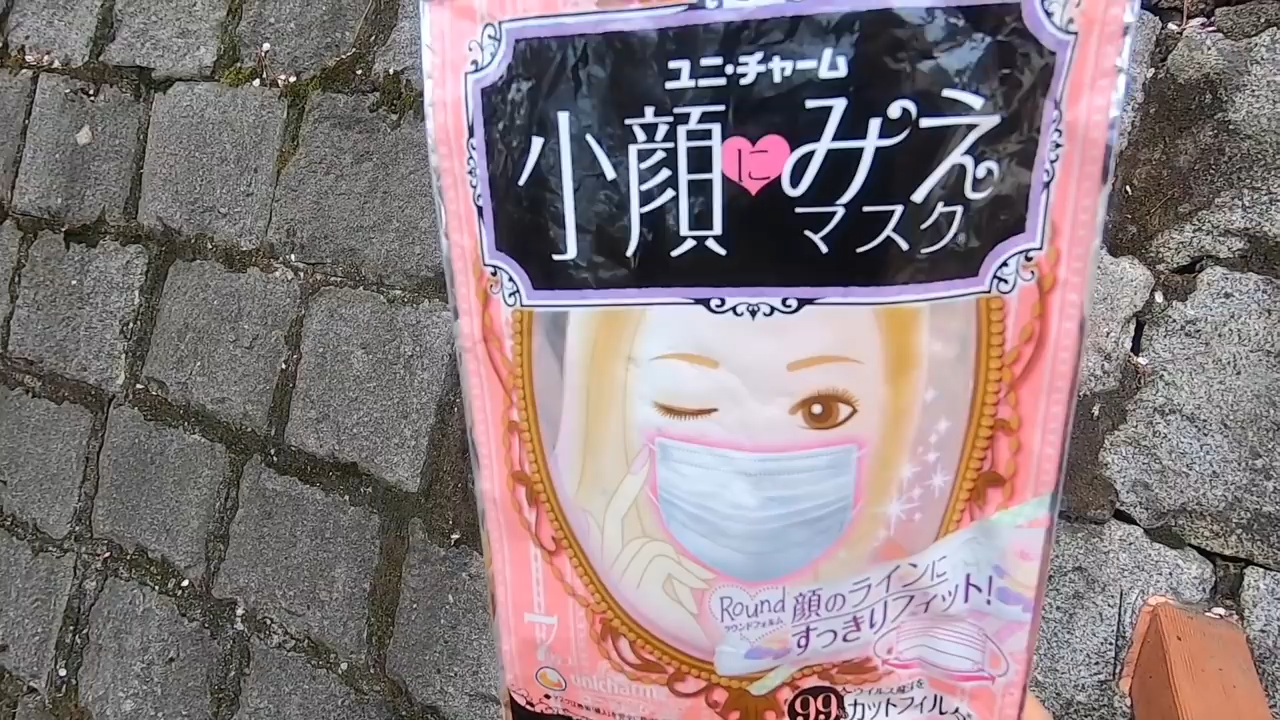 ユニ・チャーム
小顔にみえ
マスク
Round
ラウンドフォルム
顔のラインに
すっきりフィット!
7
unicharm
99%カットフィルタ